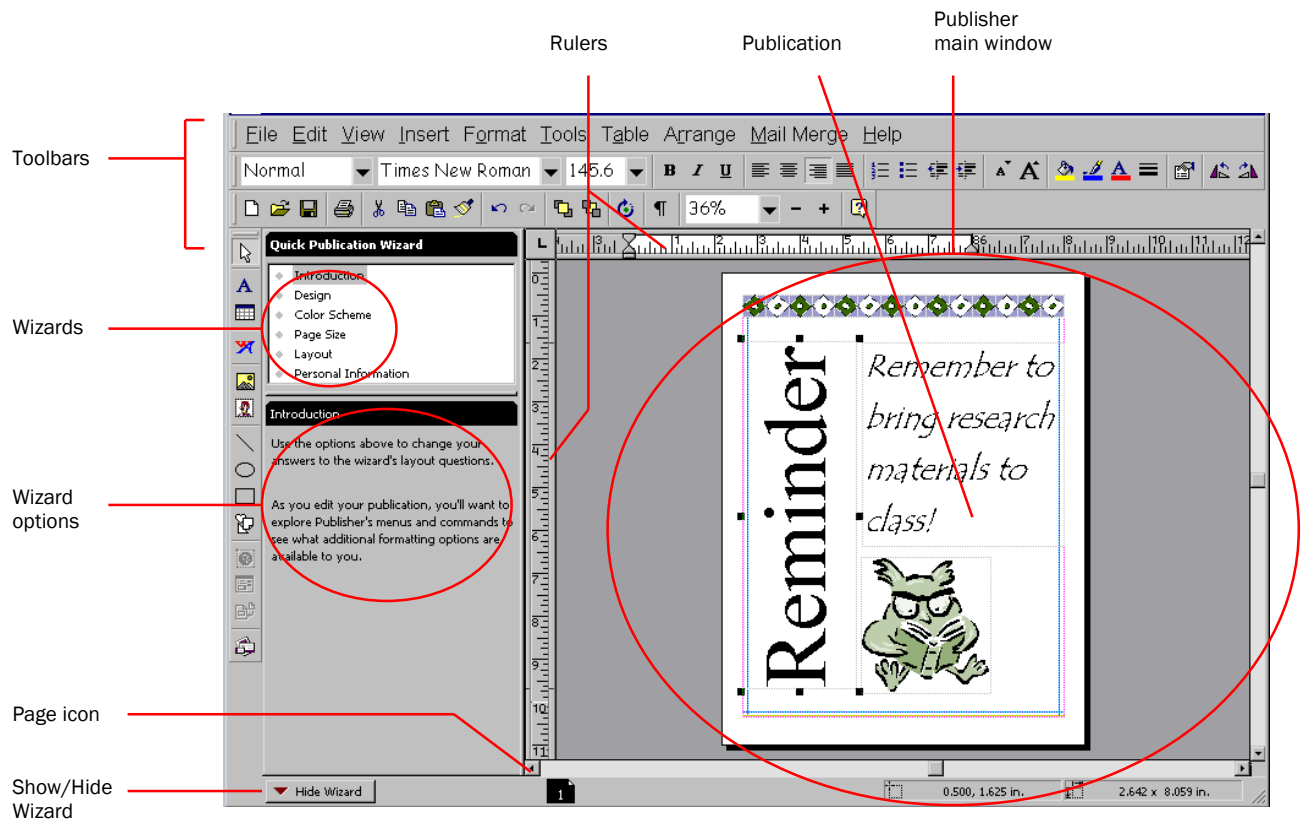 Publisher
main window
Rulers
Publication
Toolbars
File Edit View Insert Format Tools Table Arrange Mail Merge Help
Normal Times New Roman 145.6 B I U
36%
Quick Publication Wizard
Introduction
Design
Color Scheme
Page Size
Layout
Personal Information
Wizards
Introduction
Use the options above to change your
answers to the wizard's layout questions.
As you edit your publication, you'll want to
explore Publisher's menus and commands to
see what additional formatting options are
available to you.
Wizard
options
Reminder
Remember to
bring research
materials to
class!
Page icon
Show/Hide
Wizard
Hide Wizard
1
0.500, 1.625 in.
2.642 x 8.059 in.